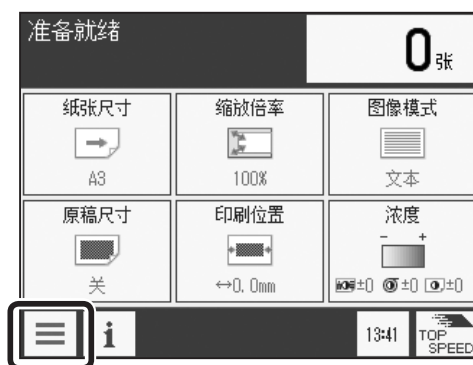 准备就绪
0张
纸张尺寸
缩放倍率
图像模式
A3
100%
文本
原稿尺寸
印刷位置
浓度
- +
关
↔0.0mm
±0 ±0 ±0
i
13:41
TOP
SPEED